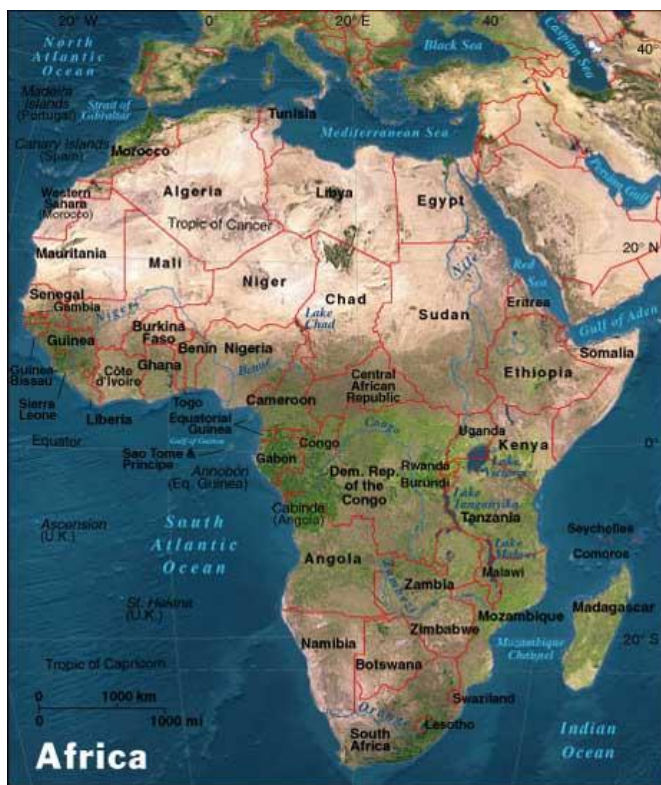 20° W
0°
20° E
40°
Caspian Sea
40°
North
Atlantic
Ocean
Black Sea
Madeira
Islands
(Portugal)
Strait of
Gibraltar
Tunisia
Mediterranean Sea
Canary Islands
(Spain)
Morocco
Persian Gulf
Western
Sahara
(Morocco)
Algeria
Libya
Egypt
Tropic of Cancer
Mauritania
Mali
Niger
Chad
Nile
Red
Sea
20° N
Senegal
Gambia
Niger
Lake
Chad
Sudan
Eritrea
Gulf of Aden
Guinea
Burkina
Faso
Benin
Nigeria
Somalia
Guinea-
Bissau
Côte
d'Ivoire
Ghana
Benue
Central
African
Republic
Ethiopia
Sierra
Leone
Liberia
Togo
Cameroon
Equatorial
Guinea
Equator
Gulf of Guinea
Congo
Congo
Uganda
Kenya
0°
Sao Tome &
Principe
Gabon
Dem. Rep.
of the
Congo
Rwanda
Burundi
Lake
Victoria
Annobón
(Eq. Guinea)
Cabinde
(Angola)
Lake
Tanganyika
Tanzania
Ascension
(U.K.)
South
Atlantic
Ocean
Seychelles
Comoros
Angola
Lake
Malawi
Malawi
Zambia
Zambezi
St. Helena
(U.K.)
Mozambique
Madagascar
Namibia
Zimbabwe
Mozambique
Channel
20° S
Tropic of Capricorn
Botswana
0
1000 km
1000 mi
Swaziland
Orange
Lesotho
South
Africa
Indian
Ocean
Africa